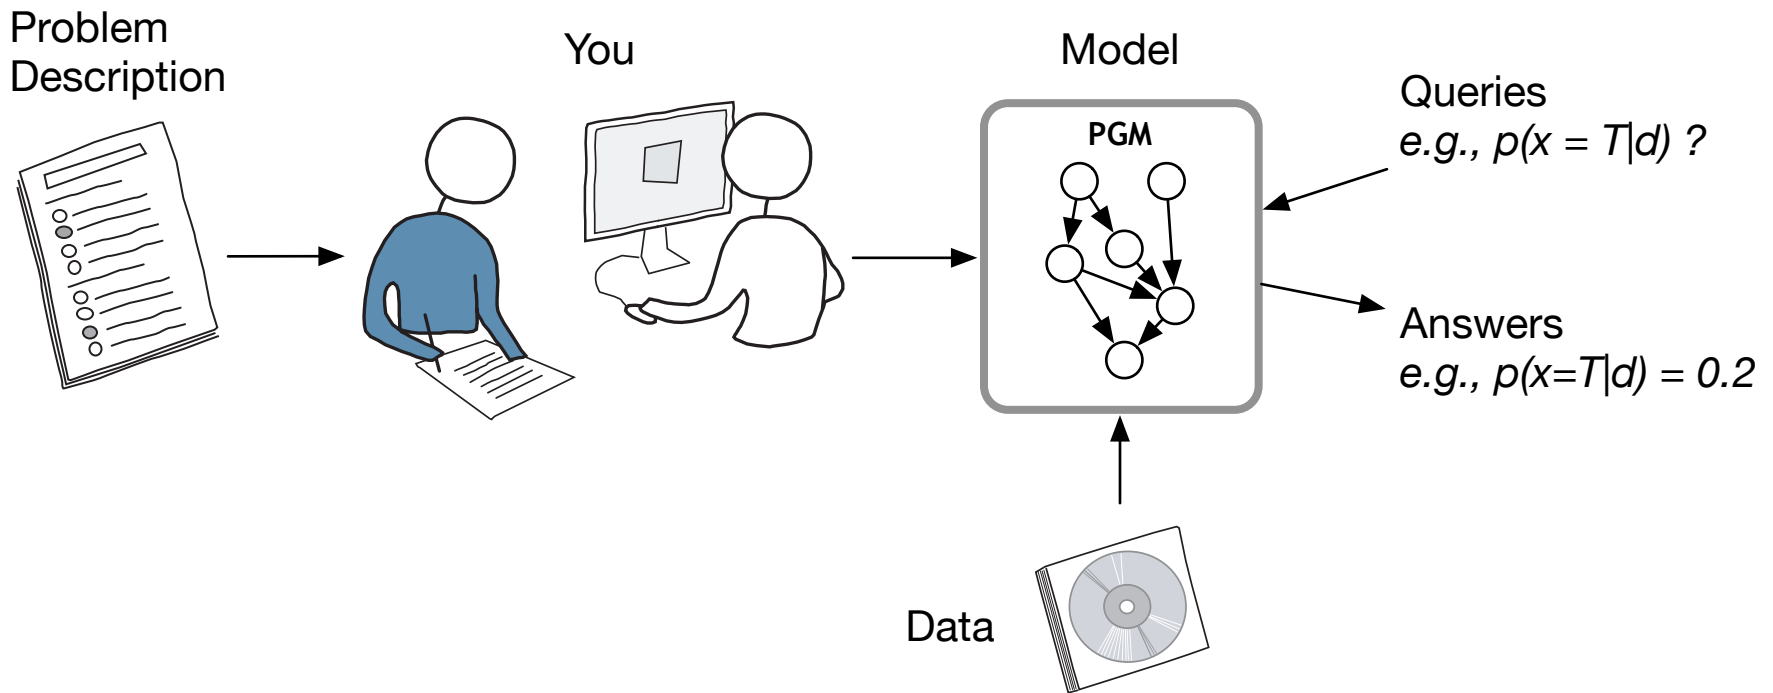 Problem
Description
You
Model
PGM
Queries
e.g., p(x = T|d) ?
Answers
e.g., p(x=T|d) = 0.2
Data